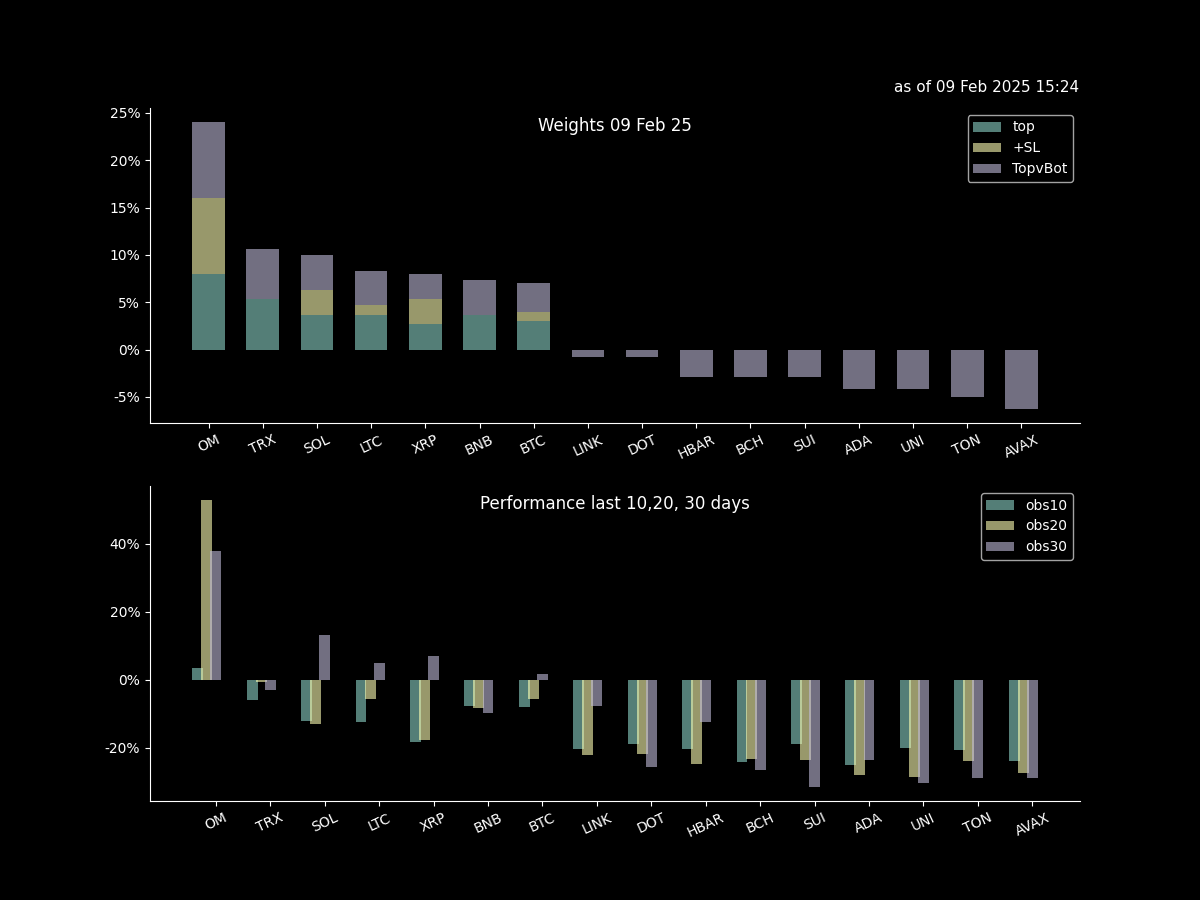 as of 09 Feb 2025 15:24
Weights 09 Feb 25
top
+SL
TopvBot
25%
20%
15%
10%
5%
0%
-5%
OM TRX SOL LTC XRP BNB BTC LINK DOT HBAR BCH SUI ADA UNI TON AVAX
Performance last 10,20, 30 days
obs10
obs20
obs30
40%
20%
0%
-20%
OM TRX SOL LTC XRP BNB BTC LINK DOT HBAR BCH SUI ADA UNI TON AVAX